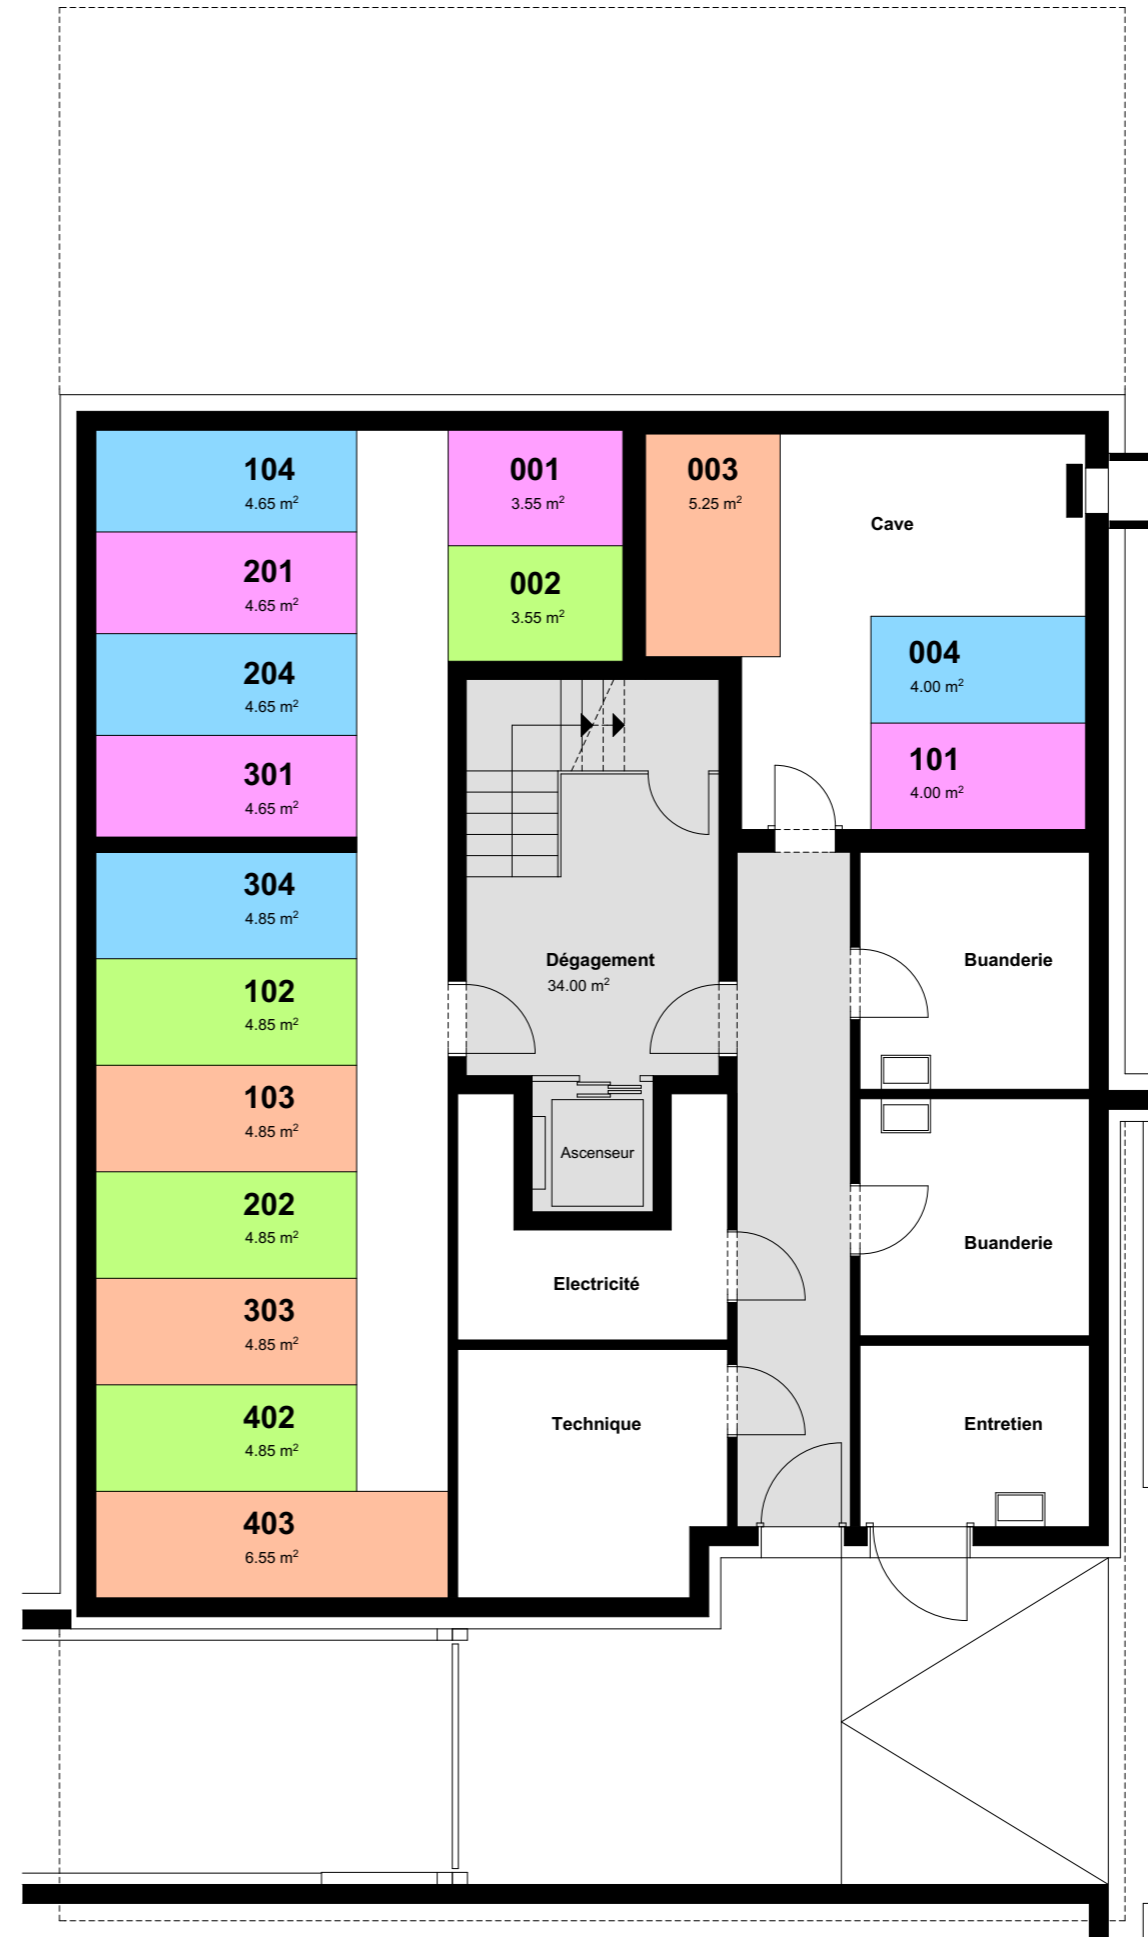 104
4.65 m²
201
4.65 m²
204
4.65 m²
301
4.65 m²
304
4.85 m²
102
4.85 m²
103
4.85 m²
202
4.85 m²
303
4.85 m²
402
4.85 m²
403
6.55 m²
001
3.55 m²
002
3.55 m²
003
5.25 m²
Cave
004
4.00 m²
101
4.00 m²
Dégagement
34.00 m²
Ascenseur
Electricité
Technique
Buanderie
Buanderie
Entretien